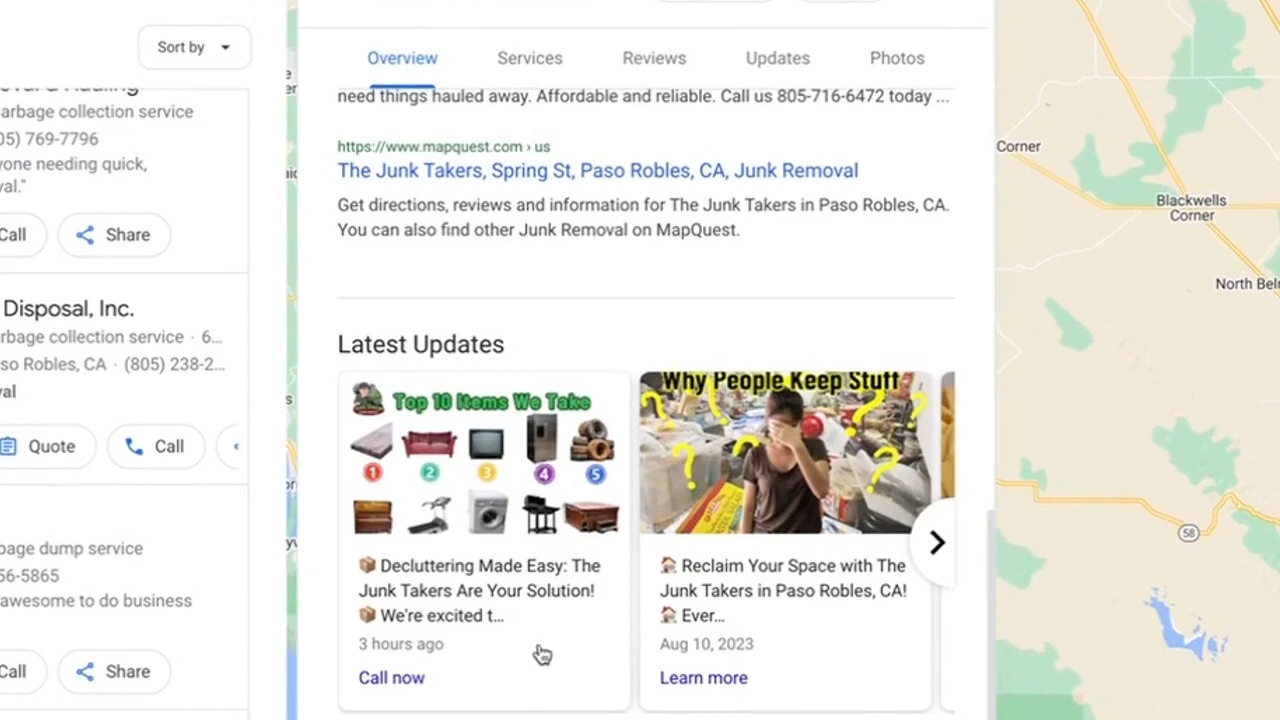 Sort by
arbage collection service
05) 769-7796
yone needing quick,
val."
Call
Share
Disposal, Inc.
rbage collection service · 6...
so Robles, CA · (805) 238-2...
val
Quote
Call
bage dump service
56-5865
awesome to do business
Call
Share
Overview
Services
Reviews
Updates
Photos
need things hauled away. Affordable and reliable. Call us 805-716-6472 today ...
https://www.mapquest.com › us
The Junk Takers, Spring St, Paso Robles, CA, Junk Removal
Get directions, reviews and information for The Junk Takers in Paso Robles, CA.
You can also find other Junk Removal on MapQuest.
Latest Updates
Top 10 Items We Take
1
2
3
4
5
📦 Decluttering Made Easy: The
Junk Takers Are Your Solution!
📦 We're excited t...
3 hours ago
Call now
Why People Keep Stuff
🏠 Reclaim Your Space with The
Junk Takers in Paso Robles, CA!
🏠 Ever...
Aug 10, 2023
Learn more
Corner
Blackwells
Corner
North Bel
58